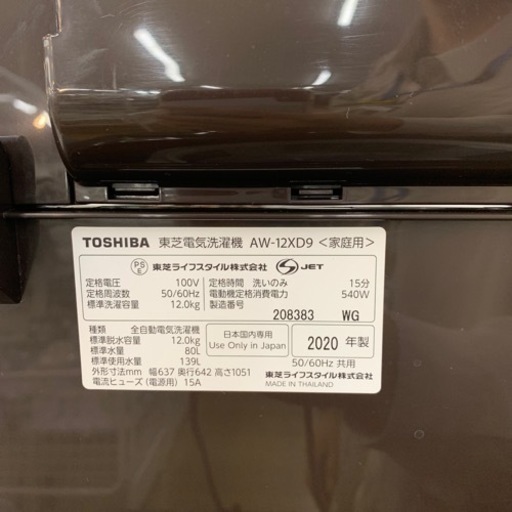 TOSHIBA 東芝電気洗濯機 AW-12XD9 <家庭用>
PS E 東芝ライフスタイル株式会社 S JET
定格電圧 100V
定格周波数 50/60Hz
標準洗濯容量 12.0kg
定格時間 洗いのみ 15分
電動機定格消費電力 540W
製造番号
208383 WG
種類 全自動電気洗濯機
標準脱水容量 12.0kg
標準水量 80L
標準使用水量 139L
外形寸法mm 幅637 奥行642 高さ1051
電流ヒューズ (電源用) 15A
日本国内専用
Use Only in Japan
2020 年製
50/60Hz 共用
東芝ライフスタイル株式会社
MADE IN THAILAND